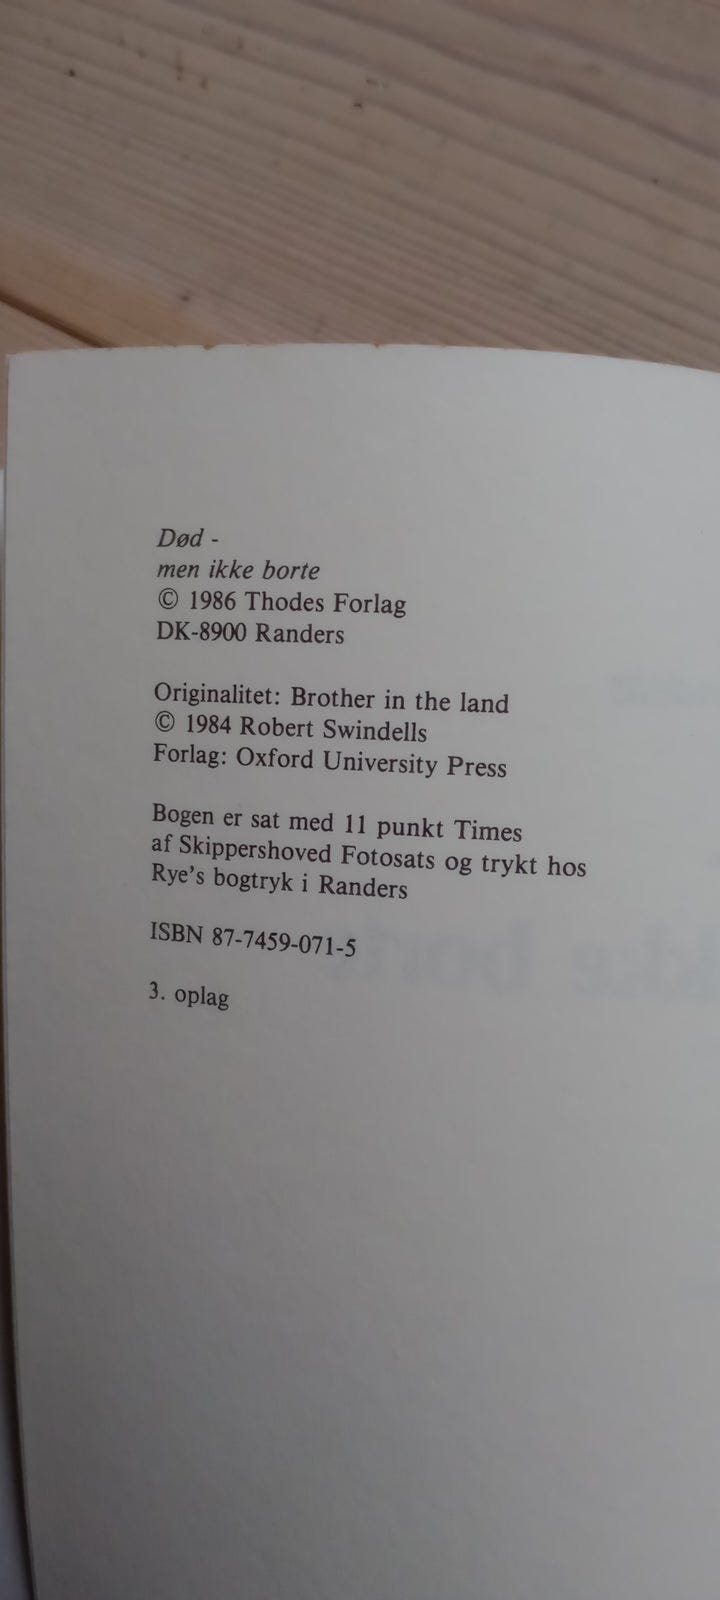 Død -
men ikke borte
© 1986 Thodes Forlag
DK-8900 Randers
Originalitet: Brother in the land
© 1984 Robert Swindells
Forlag: Oxford University Press
Bogen er sat med 11 punkt Times
af Skippershoved Fotosats og trykt hos
Rye's bogtryk i Randers
ISBN 87-7459-071-5
3. oplag